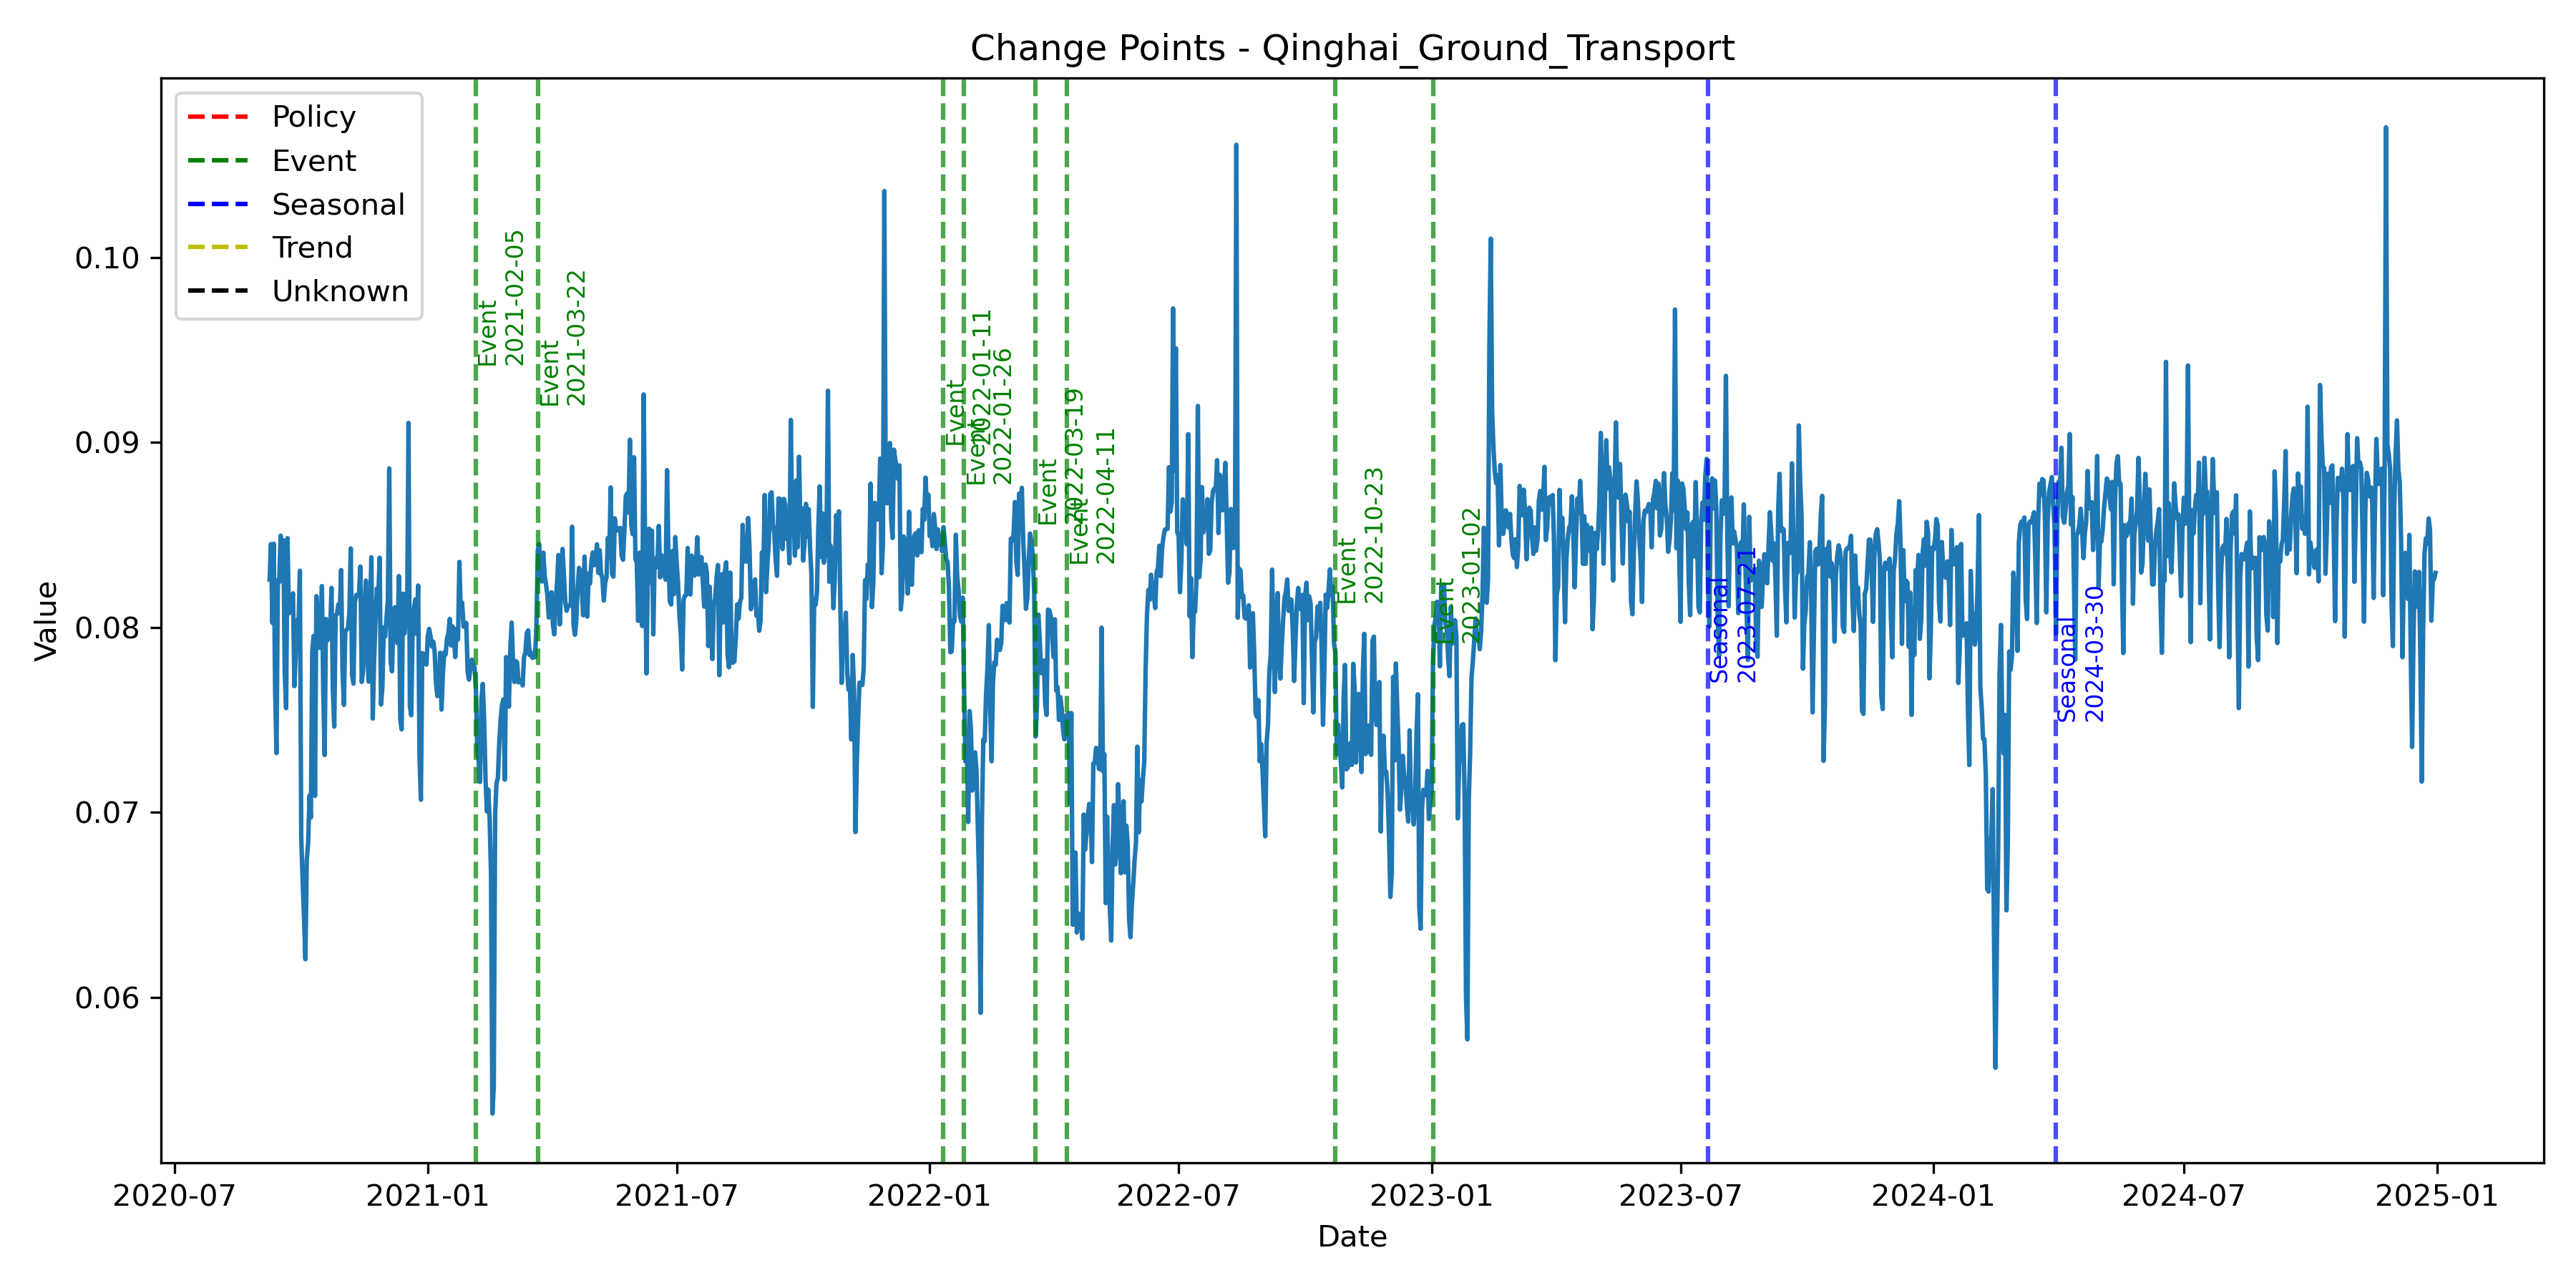 Change Points - Qinghai_Ground_Transport
Policy
Event
Seasonal
Trend
Unknown
Event
2021-02-05
Event
2021-03-22
Event
2022-01-11
Event
2022-01-26
Event
2022-03-19
Event
2022-04-11
Event
2022-10-23
Event
2023-01-02
Seasonal
2023-07-21
Seasonal
2024-03-30
Value
0.10
0.09
0.08
0.07
0.06
2020-07
2021-01
2021-07
2022-01
2022-07
2023-01
2023-07
2024-01
2024-07
2025-01
Date